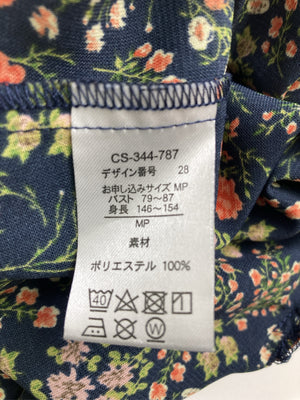 CS-344-787
デザイン番号 28
お申し込みサイズ MP
バスト 79～87
身長 146～154
MP
素材
ポリエステル 100%
40
W